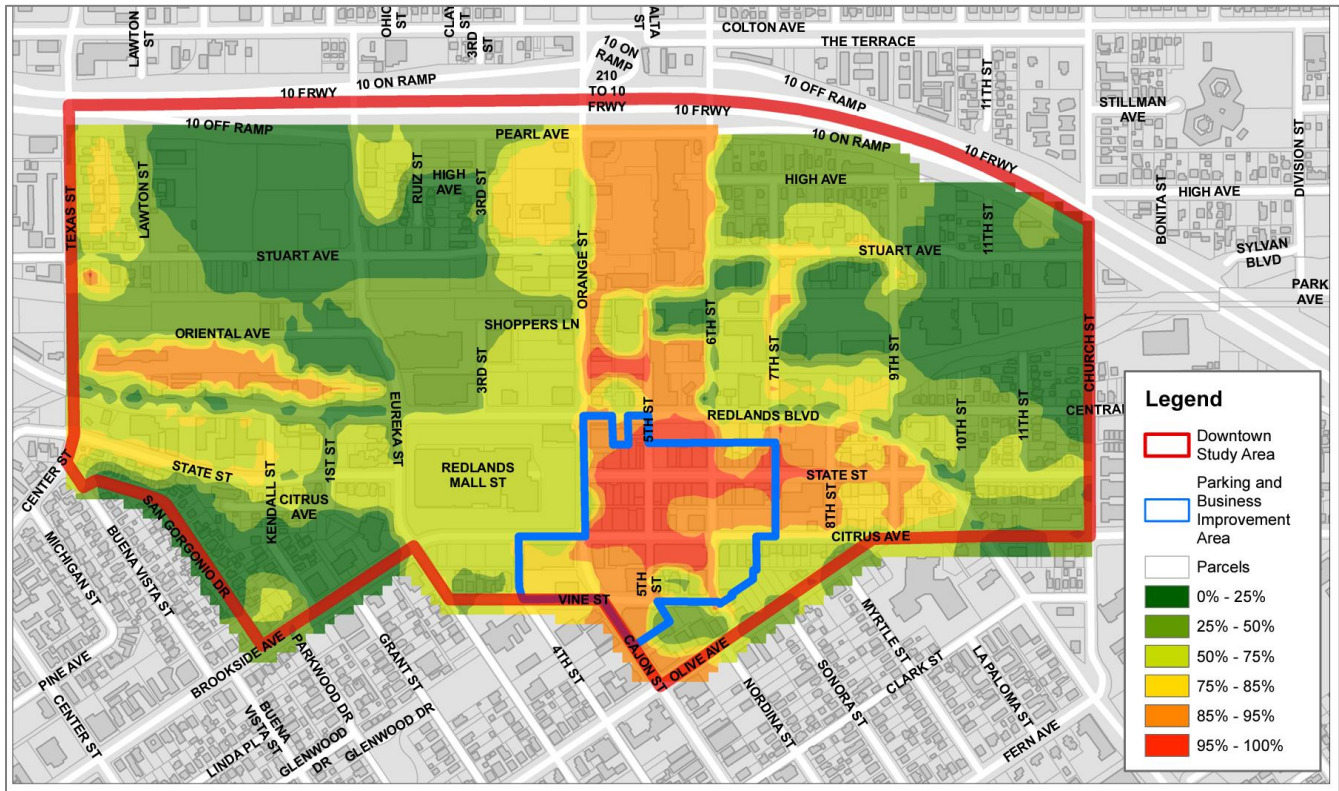 LAWTON
ST
OHIO
ST
CLAY
ST
3RD
ST
ALTA
ST
COLTON AVE
THE TERRACE
10 ON
RAMP
210
TO 10
FRWY
10 FRWY
10 ON RAMP
10 FRWY
10 OFF RAMP
11TH ST
STILLMAN
AVE
DIVISION ST
10 OFF RAMP
PEARL AVE
10 ON RAMP
10 FRWY
HIGH AVE
BONITA ST
SYLVAN
BLVD
PARK
AVE
TEXAS ST
LAWTON ST
RUIZ ST
HIGH
AVE
3RD ST
HIGH AVE
STUART AVE
ORANGE ST
STUART AVE
11TH ST
ORIENTAL AVE
SHOPPERS LN
3RD ST
6TH ST
7TH ST
9TH ST
CHURCH ST
EUREKA ST
5TH ST
REDLANDS BLVD
10TH ST
11TH ST
CENTRAL
CENTER ST
STATE ST
KENDALL ST
1ST ST
CITRUS
AVE
REDLANDS
MALL ST
STATE ST
8TH ST
CITRUS AVE
SAN GORGONIO DR
BUENA VISTA ST
MICHIGAN ST
VINE ST
5TH
ST
CAJON ST
OLIVE AVE
PINE AVE
CENTER ST
BROOKSIDE AVE
PARKWOOD DR
GRANT ST
4TH ST
BUENA
VISTA ST
LINDA PL
GLENWOOD
DR
GLENWOOD DR
NORDINA ST
SONORA ST
MYRTLE ST
CLARK ST
LA PALOMA ST
FERN AVE
Legend
Downtown
Study Area
Parking and
Business
Improvement
Area
Parcels
0% - 25%
25% - 50%
50% - 75%
75% - 85%
85% - 95%
95% - 100%